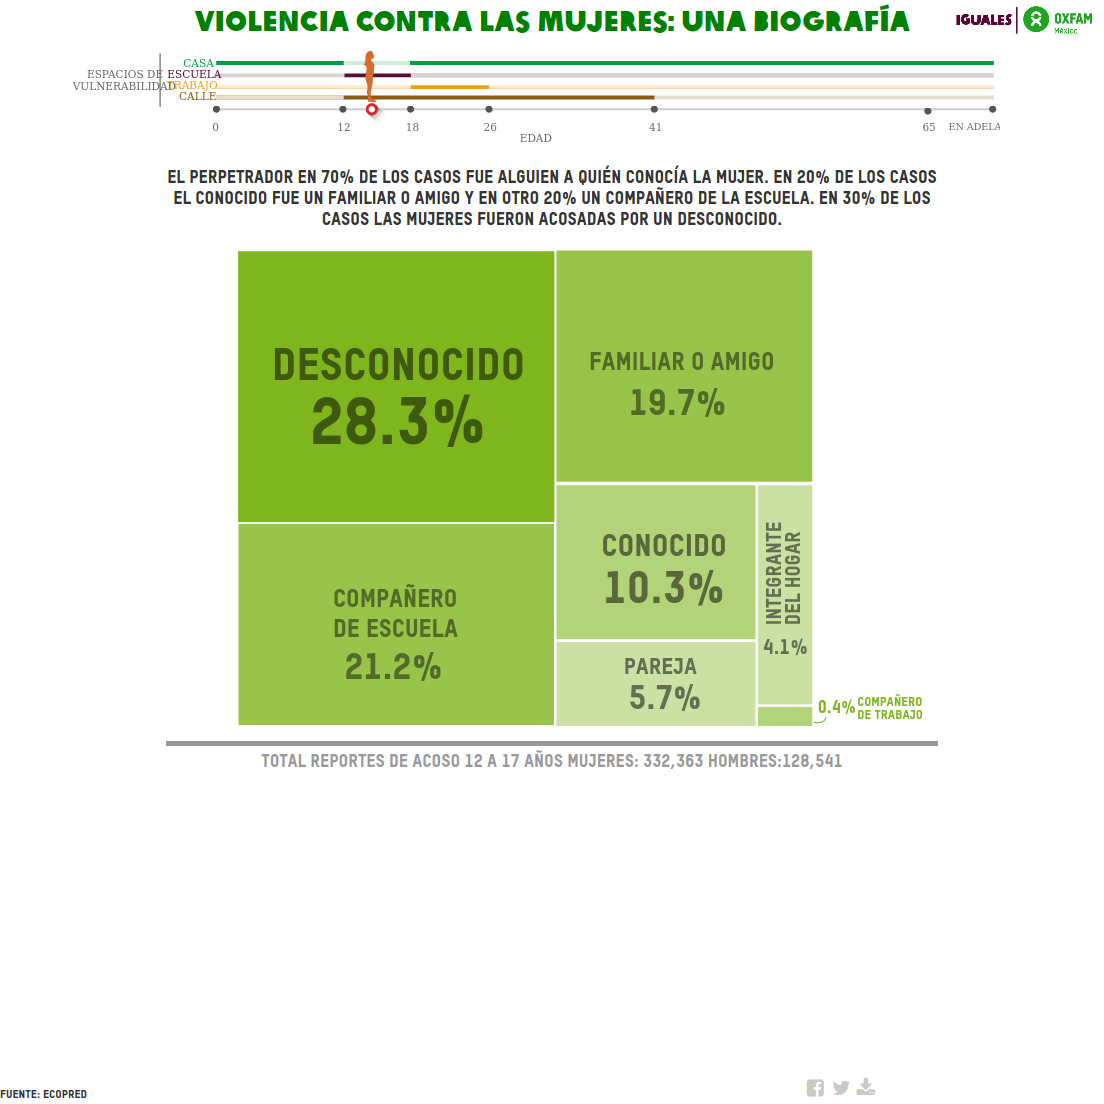 VIOLENCIA CONTRA LAS MUJERES: UNA BIOGRAFÍA
IGUALES
OXFAM
México
ESPACIOS DE
VULNERABILIDAD
CASA
ESCUELA
TRABAJO
CALLE
0 12 18 26 41 65 EN ADELA
EDAD
EL PERPETRADOR EN 70% DE LOS CASOS FUE ALGUIEN A QUIÉN CONOCÍA LA MUJER. EN 20% DE LOS CASOS
EL CONOCIDO FUE UN FAMILIAR O AMIGO Y EN OTRO 20% UN COMPAÑERO DE LA ESCUELA. EN 30% DE LOS
CASOS LAS MUJERES FUERON ACOSADAS POR UN DESCONOCIDO.
DESCONOCIDO
28.3%
FAMILIAR O AMIGO
19.7%
COMPAÑERO
DE ESCUELA
21.2%
CONOCIDO
10.3%
INTEGRANTE
DEL HOGAR
4.1%
PAREJA
5.7%
0.4% COMPAÑERO
DE TRABAJO
TOTAL REPORTES DE ACOSO 12 A 17 AÑOS MUJERES: 332,363 HOMBRES:128,541
FUENTE: ECOPRED